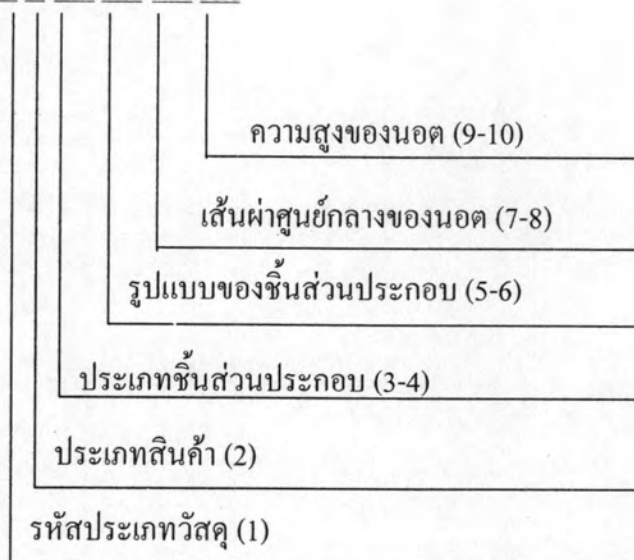 ความสูงของนอต (9-10)
เส้นผ่าศูนย์กลางของนอต (7-8)
รูปแบบของชิ้นส่วนประกอบ (5-6)
ประเภทชิ้นส่วนประกอบ (3-4)
ประเภทสินค้า (2)
รหัสประเภทวัสดุ (1)